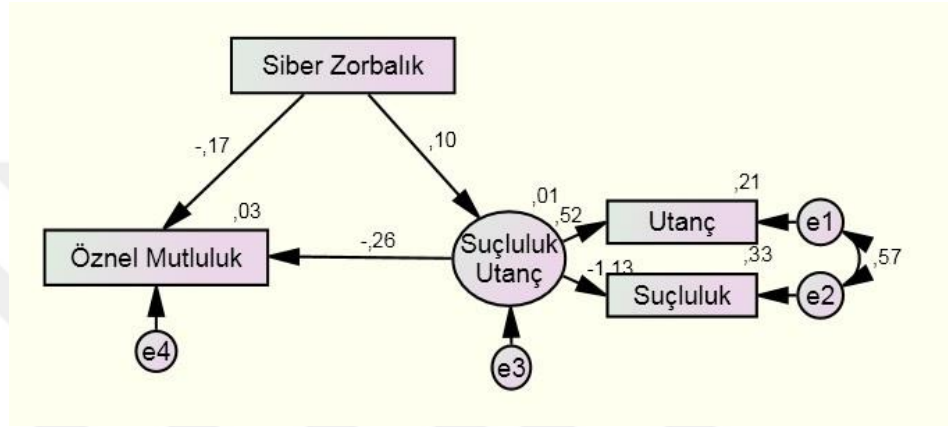 Siber Zorbalık
-,17
,10
,03
,01
,21
,52
Utanç
e1
Öznel Mutluluk
-,26
Suçluluk
Utanç
,57
-1,13
,33
Suçluluk
e2
e4
e3